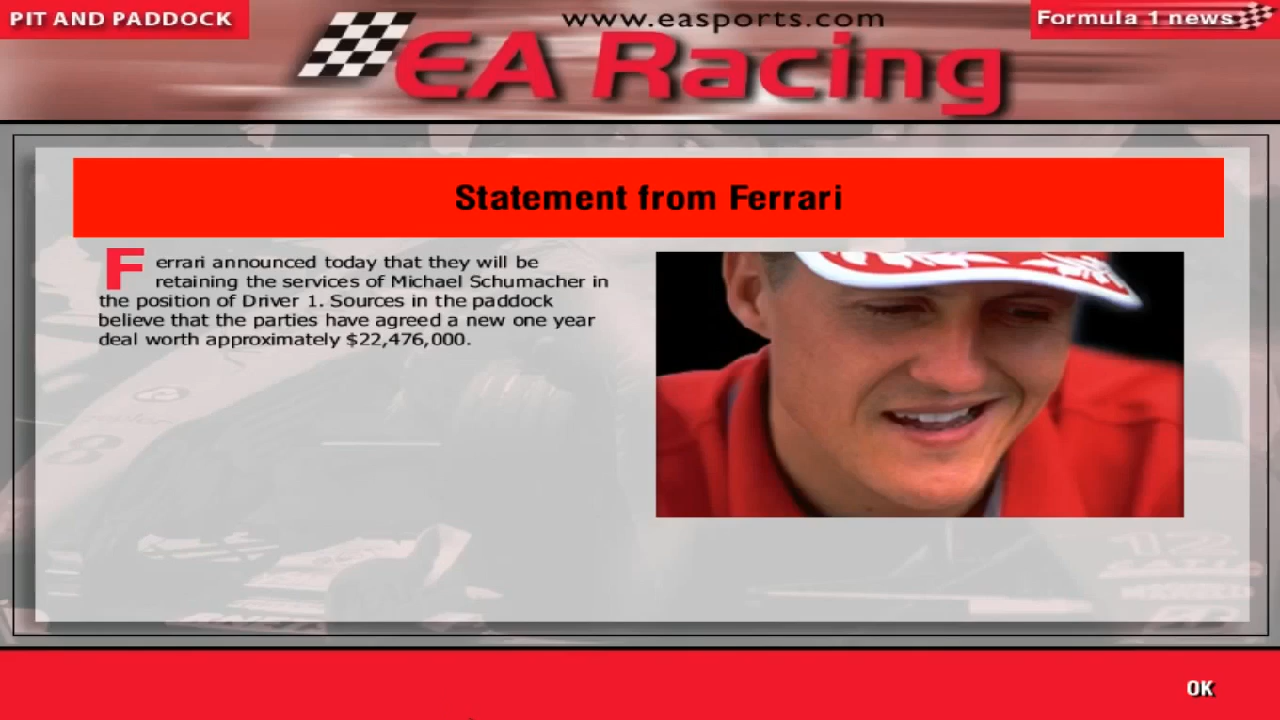 PIT AND PADDOCK
www.easports.com
Formula 1 news
EA Racing
Statement from Ferrari
Ferrari announced today that they will be
retaining the services of Michael Schumacher in
the position of Driver 1. Sources in the paddock
believe that the parties have agreed a new one year
deal worth approximately $22,476,000.
8
12
OK